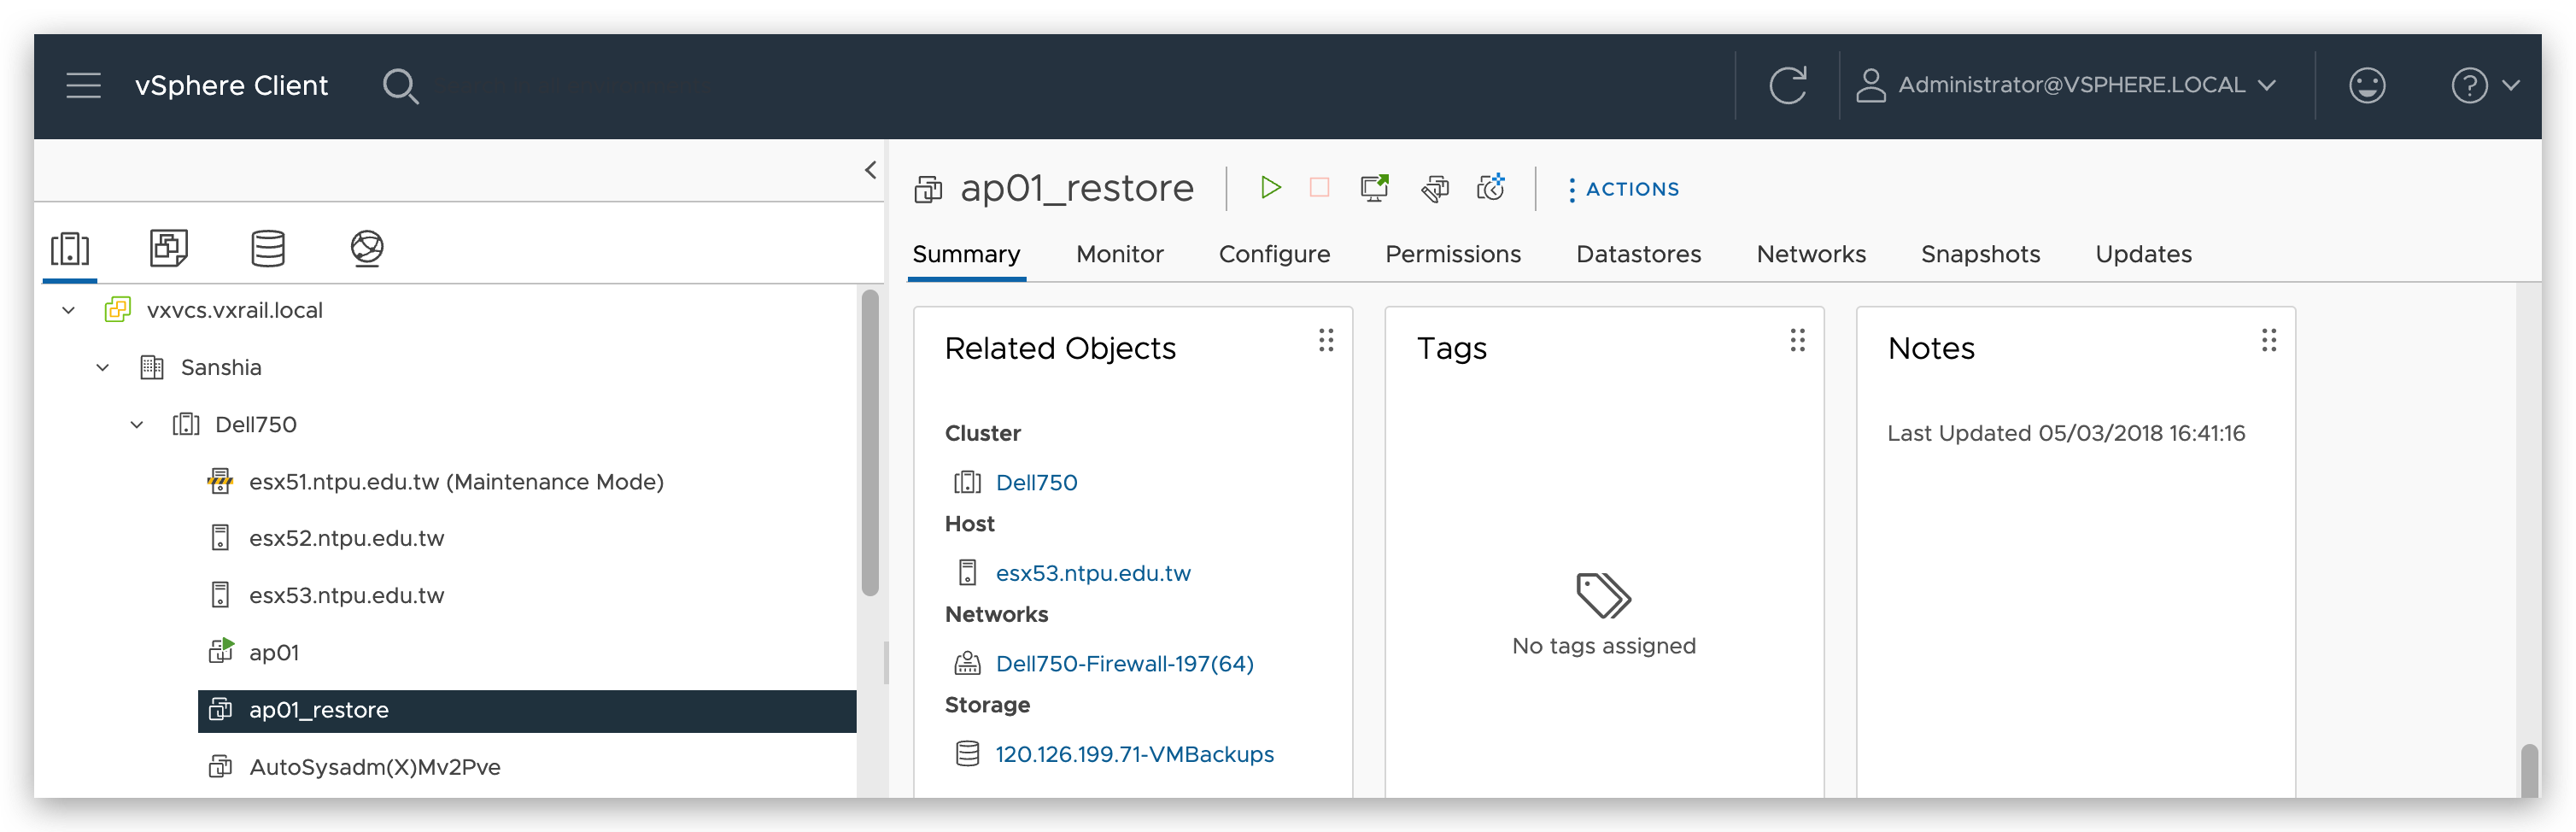 vSphere Client
Administrator@VSPHERE.LOCAL
vxvcs.vxrail.local
Sanshia
Dell750
esx51.ntpu.edu.tw (Maintenance Mode)
esx52.ntpu.edu.tw
esx53.ntpu.edu.tw
ap01
ap01_restore
AutoSysadm(X)Mv2Pve
ap01_restore
ACTIONS
Summary Monitor Configure Permissions Datastores Networks Snapshots Updates
Related Objects
Cluster
Dell750
Host
esx53.ntpu.edu.tw
Networks
Dell750-Firewall-197(64)
Storage
120.126.199.71-VMBackups
Tags
No tags assigned
Notes
Last Updated 05/03/2018 16:41:16